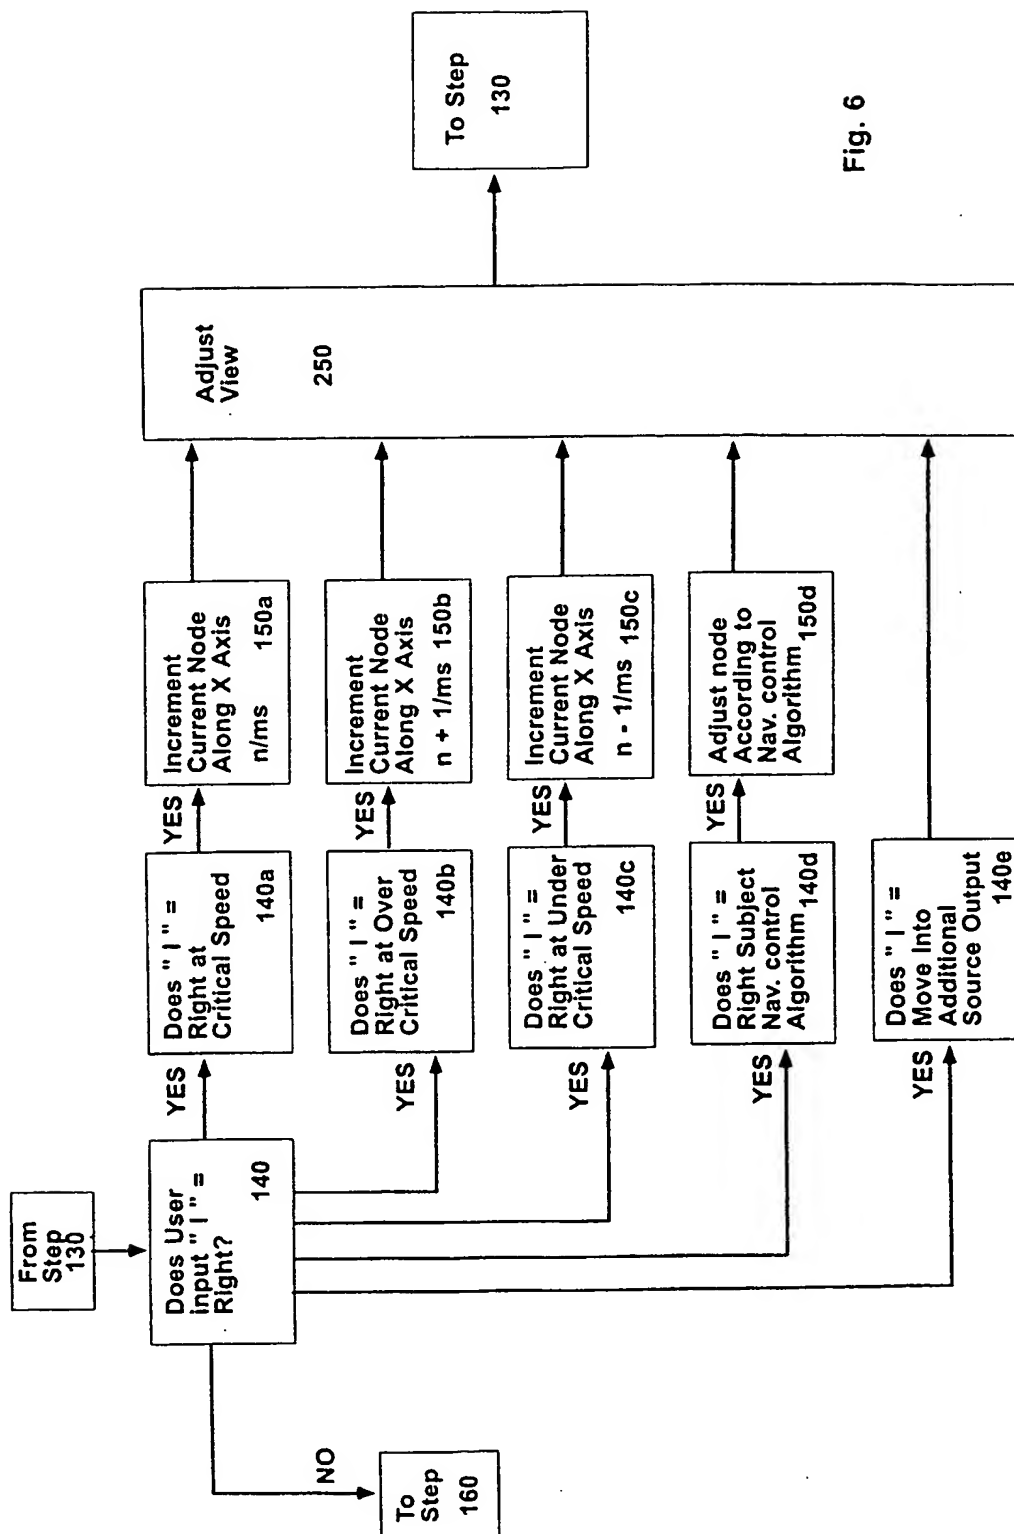 From
Step
130
Does User
input " I " =
Right?
140
NO
To
Step
160
YES
Does " I " =
Right at
Critical Speed
140a
YES
Increment
Current Node
Along X Axis
n/ms 150a
YES
Does " I " =
Right at Over
Critical Speed
140b
YES
Increment
Current Node
Along X Axis
n + 1/ms 150b
YES
Does " I " =
Right at Under
Critical Speed
140c
YES
Increment
Current Node
Along X Axis
n - 1/ms 150c
YES
Does " I " =
Right Subject
Nav. control
Algorithm 140d
YES
Adjust node
According to
Nav. control
Algorithm 150d
YES
Does " I " =
Move Into
Additional
Source Output
140e
Adjust
View
250
To Step
130
Fig. 6